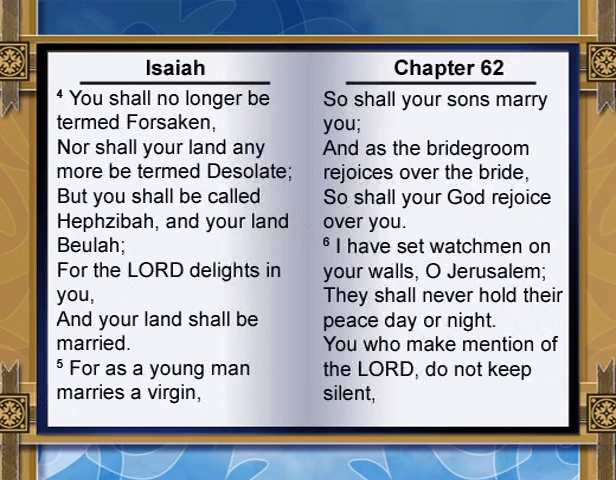 Isaiah
⁴ You shall no longer be
termed Forsaken,
Nor shall your land any
more be termed Desolate;
But you shall be called
Hephzibah, and your land
Beulah;
For the LORD delights in
you,
And your land shall be
married.
⁵ For as a young man
marries a virgin,
Chapter 62
So shall your sons marry
you;
And as the bridegroom
rejoices over the bride,
So shall your God rejoice
over you.
⁶ I have set watchmen on
your walls, O Jerusalem;
They shall never hold their
peace day or night.
You who make mention of
the LORD, do not keep
silent,